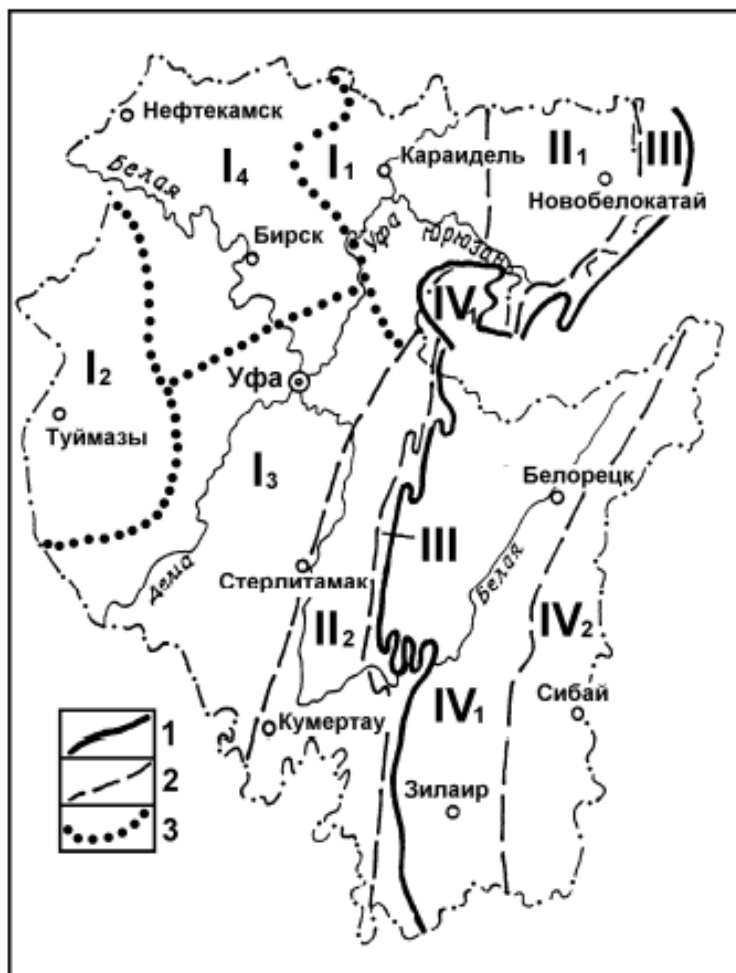 Нефтекамск
I₁
II₁
III
Караидель
Белая
I₄
Новобелокатай
Уфа
Юрюзань
Бирск
IV₁
I₂
Уфа
Туймазы
I₃
Белорецк
III
Дема
Белая
Стерлитамак
II₂
IV₂
Сибай
Кумертау
IV₁
1
2
3
Зилаир